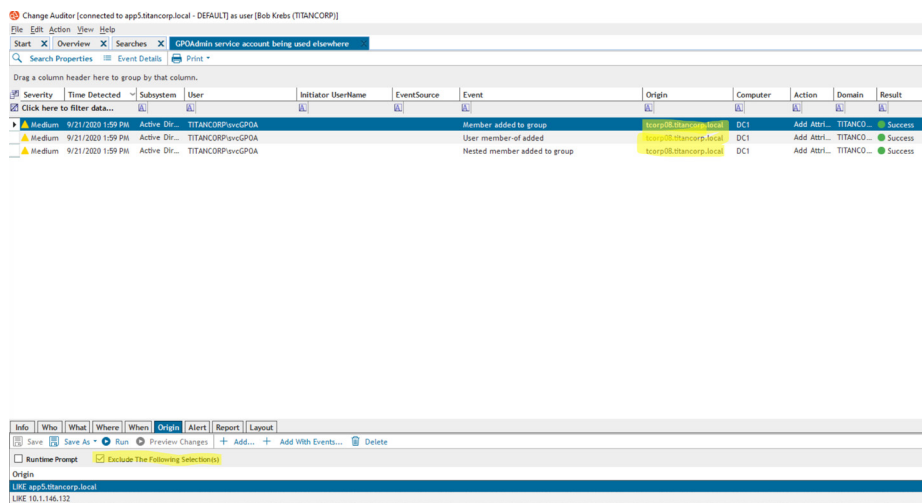 Change Auditor [connected to app5.titancorp.local - DEFAULT] as user [Bob Krebs (TITANCORP)]
File Edit Action View Help
Start X Overview X Searches X GPOAdmin service account being used elsewhere X
Search Properties Event Details Print
Drag a column header here to group by that column.
Severity Time Detected Subsystem User Initiator UserName EventSource Event Origin Computer Action Domain Result
Click here to filter data...
Medium 9/21/2020 1:59 PM Active Dir... TITANCORP\svcGPOA Member added to group tcorp08.titancorp.local DC1 Add Attri... TITANCO... Success
Medium 9/21/2020 1:59 PM Active Dir... TITANCORP\svcGPOA User member-of added tcorp08.titancorp.local DC1 Add Attri... TITANCO... Success
Medium 9/21/2020 1:59 PM Active Dir... TITANCORP\svcGPOA Nested member added to group tcorp08.titancorp.local DC1 Add Attri... TITANCO... Success
Info Who What Where When Origin Alert Report Layout
Save Save As Run Preview Changes + Add... + Add With Events... Delete
Runtime Prompt Exclude The Following Selection(s)
Origin
LIKE app5.titancorp.local
LIKE 10.1.146.132